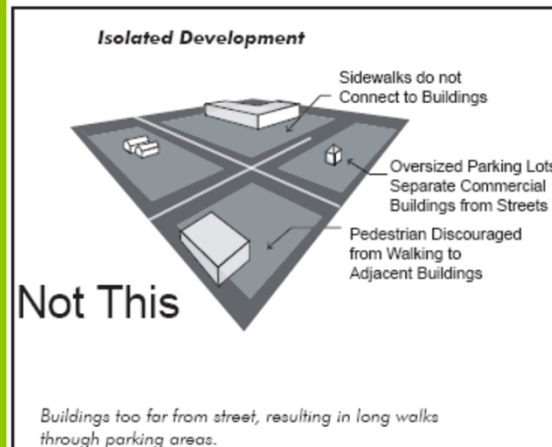 Isolated Development
Sidewalks do not
Connect to Buildings
Oversized Parking Lots
Separate Commercial
Buildings from Streets
Pedestrian Discouraged
from Walking to
Adjacent Buildings
Not This
Buildings too far from street, resulting in long walks
through parking areas.